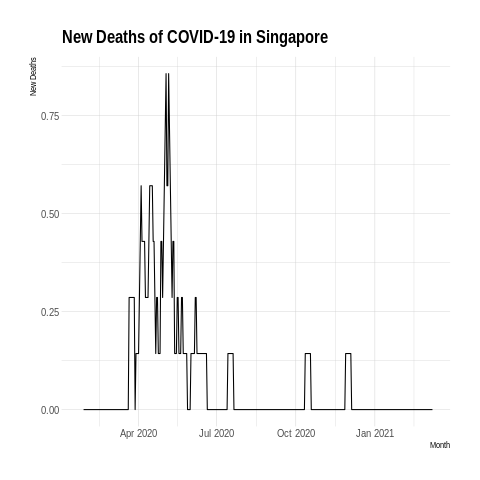 New Deaths of COVID-19 in Singapore
New Deaths
0.75
0.50
0.25
0.00
Apr 2020 Jul 2020 Oct 2020 Jan 2021
Month